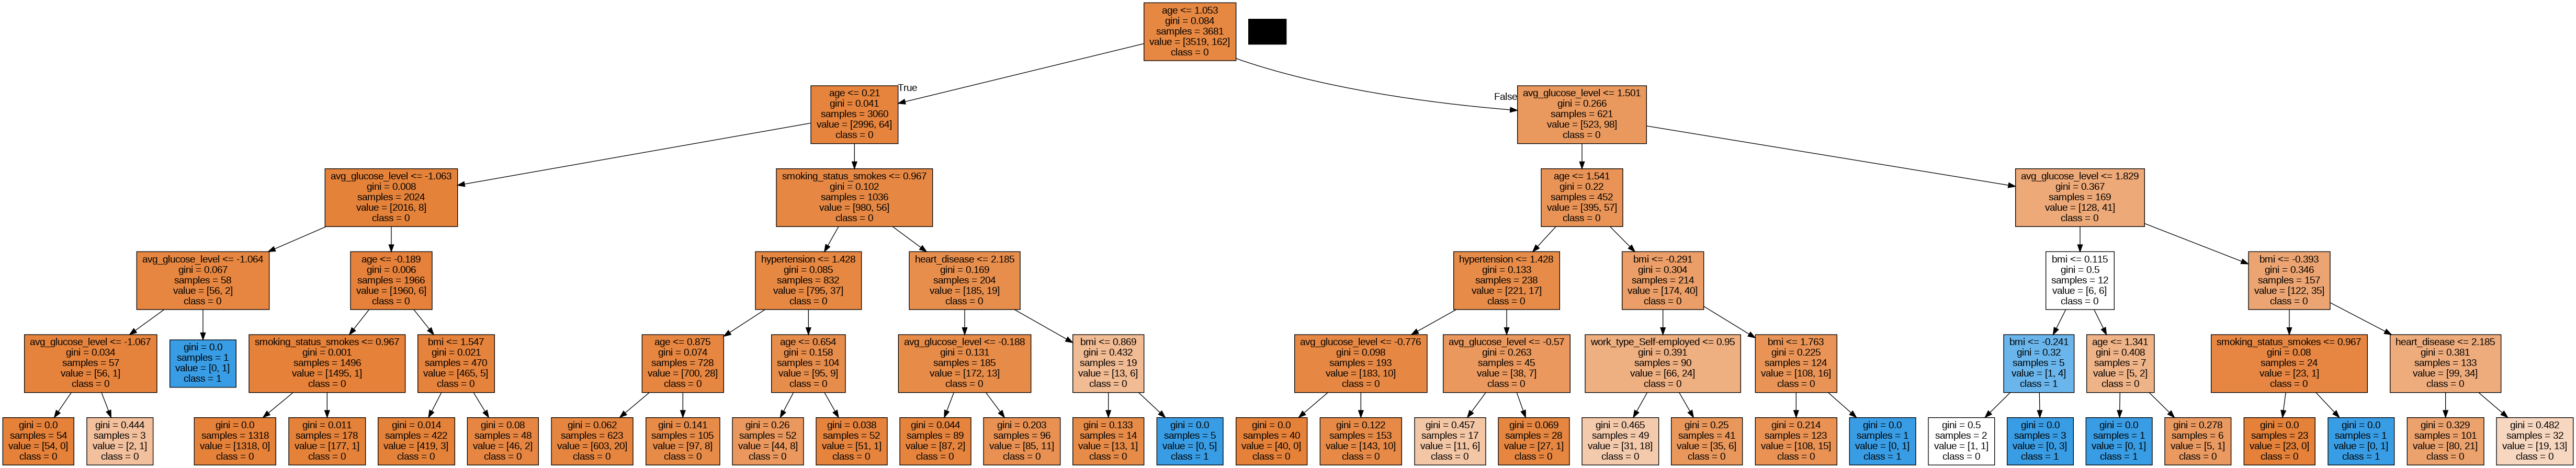 age <= 1.053
gini = 0.084
samples = 3681
value = [3519, 162]
class = 0
True
False
age <= 0.21
gini = 0.041
samples = 3060
value = [2996, 64]
class = 0
avg_glucose_level <= 1.501
gini = 0.266
samples = 621
value = [523, 98]
class = 0
avg_glucose_level <= -1.063
gini = 0.008
samples = 2024
value = [2016, 8]
class = 0
smoking_status_smokes <= 0.967
gini = 0.102
samples = 1036
value = [980, 56]
class = 0
age <= 1.541
gini = 0.22
samples = 452
value = [395, 57]
class = 0
avg_glucose_level <= 1.829
gini = 0.367
samples = 169
value = [128, 41]
class = 0
avg_glucose_level <= -1.064
gini = 0.067
samples = 58
value = [56, 2]
class = 0
age <= -0.189
gini = 0.006
samples = 1966
value = [1960, 6]
class = 0
hypertension <= 1.428
gini = 0.085
samples = 832
value = [795, 37]
class = 0
heart_disease <= 2.185
gini = 0.169
samples = 204
value = [185, 19]
class = 0
hypertension <= 1.428
gini = 0.133
samples = 238
value = [221, 17]
class = 0
bmi <= -0.291
gini = 0.304
samples = 214
value = [174, 40]
class = 0
bmi <= 0.115
gini = 0.5
samples = 12
value = [6, 6]
class = 0
bmi <= -0.393
gini = 0.346
samples = 157
value = [122, 35]
class = 0
avg_glucose_level <= -1.067
gini = 0.034
samples = 57
value = [56, 1]
class = 0
gini = 0.0
samples = 1
value = [0, 1]
class = 1
smoking_status_smokes <= 0.967
gini = 0.001
samples = 1496
value = [1495, 1]
class = 0
bmi <= 1.547
gini = 0.021
samples = 470
value = [465, 5]
class = 0
age <= 0.875
gini = 0.074
samples = 728
value = [700, 28]
class = 0
age <= 0.654
gini = 0.158
samples = 104
value = [95, 9]
class = 0
avg_glucose_level <= -0.188
gini = 0.131
samples = 185
value = [172, 13]
class = 0
bmi <= 0.869
gini = 0.432
samples = 19
value = [13, 6]
class = 0
avg_glucose_level <= -0.776
gini = 0.098
samples = 193
value = [183, 10]
class = 0
avg_glucose_level <= -0.57
gini = 0.263
samples = 45
value = [38, 7]
class = 0
work_type_Self-employed <= 0.95
gini = 0.391
samples = 90
value = [66, 24]
class = 0
bmi <= 1.763
gini = 0.225
samples = 124
value = [108, 16]
class = 0
bmi <= -0.241
gini = 0.32
samples = 5
value = [1, 4]
class = 1
age <= 1.341
gini = 0.408
samples = 7
value = [5, 2]
class = 0
smoking_status_smokes <= 0.967
gini = 0.08
samples = 24
value = [23, 1]
class = 0
heart_disease <= 2.185
gini = 0.381
samples = 133
value = [99, 34]
class = 0
gini = 0.0
samples = 54
value = [54, 0]
class = 0
gini = 0.444
samples = 3
value = [2, 1]
class = 0
gini = 0.0
samples = 1318
value = [1318, 0]
class = 0
gini = 0.011
samples = 178
value = [177, 1]
class = 0
gini = 0.014
samples = 422
value = [419, 3]
class = 0
gini = 0.08
samples = 48
value = [46, 2]
class = 0
gini = 0.062
samples = 623
value = [603, 20]
class = 0
gini = 0.141
samples = 105
value = [97, 8]
class = 0
gini = 0.26
samples = 52
value = [44, 8]
class = 0
gini = 0.038
samples = 52
value = [51, 1]
class = 0
gini = 0.044
samples = 89
value = [87, 2]
class = 0
gini = 0.203
samples = 96
value = [85, 11]
class = 0
gini = 0.133
samples = 14
value = [13, 1]
class = 0
gini = 0.0
samples = 5
value = [0, 5]
class = 1
gini = 0.0
samples = 40
value = [40, 0]
class = 0
gini = 0.122
samples = 153
value = [143, 10]
class = 0
gini = 0.457
samples = 17
value = [11, 6]
class = 0
gini = 0.069
samples = 28
value = [27, 1]
class = 0
gini = 0.465
samples = 49
value = [31, 18]
class = 0
gini = 0.25
samples = 41
value = [35, 6]
class = 0
gini = 0.214
samples = 123
value = [108, 15]
class = 0
gini = 0.0
samples = 1
value = [0, 1]
class = 1
gini = 0.5
samples = 2
value = [1, 1]
class = 0
gini = 0.0
samples = 3
value = [0, 3]
class = 1
gini = 0.0
samples = 1
value = [0, 1]
class = 1
gini = 0.278
samples = 6
value = [5, 1]
class = 0
gini = 0.0
samples = 23
value = [23, 0]
class = 0
gini = 0.0
samples = 1
value = [0, 1]
class = 1
gini = 0.329
samples = 101
value = [80, 21]
class = 0
gini = 0.482
samples = 32
value = [19, 13]
class = 0